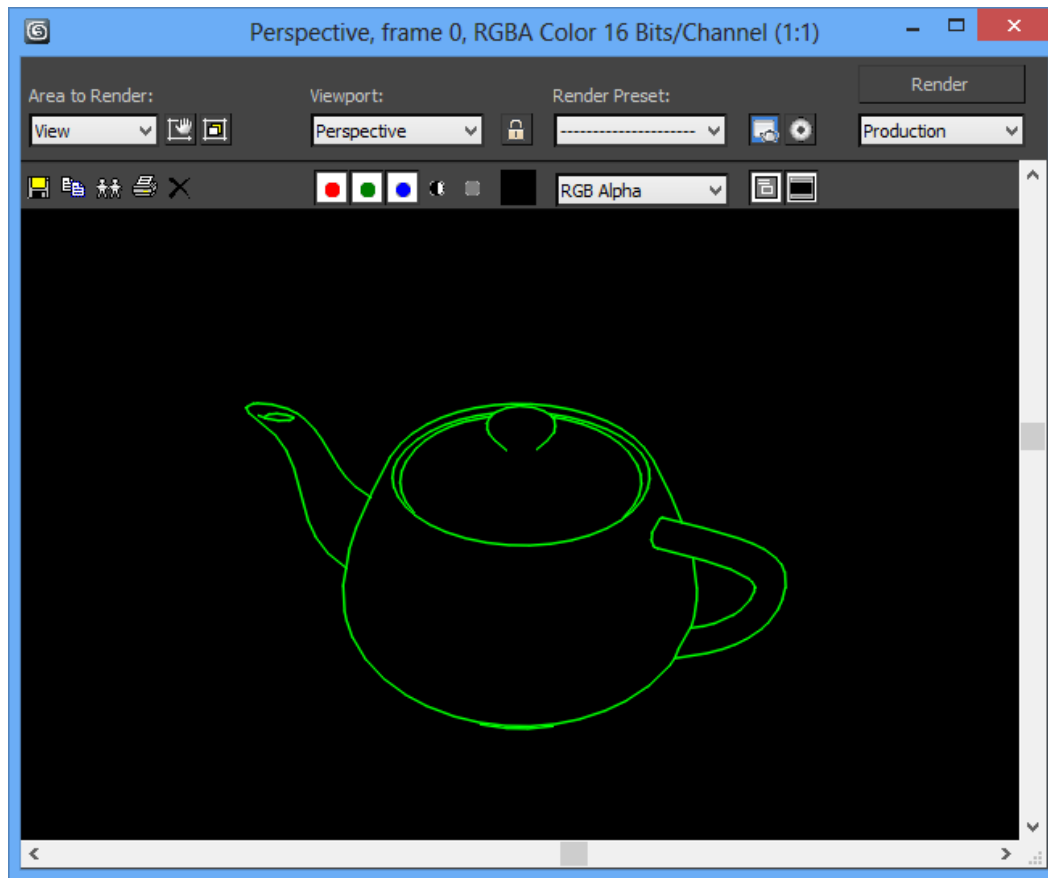 Perspective, frame 0, RGBA Color 16 Bits/Channel (1:1)
Area to Render:
Viewport:
Render Preset:
Render
View
Perspective
--------------------
Production
RGB Alpha